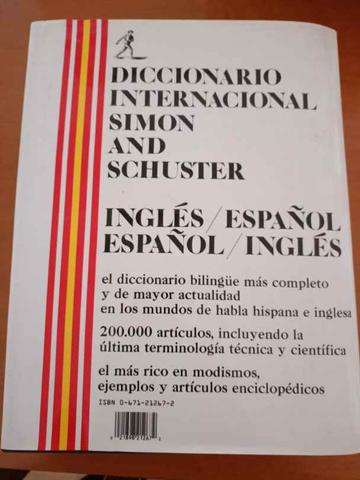 DICCIONARIO
INTERNACIONAL
SIMON
AND
SCHUSTER
INGLÉS/ESPAÑOL
ESPAÑOL/INGLÉS
el diccionario bilingüe más completo
y de mayor actualidad
en los mundos de habla hispana e inglesa
200.000 artículos, incluyendo la
última terminología técnica y científica
el más rico en modismos,
ejemplos y artículos enciclopédicos
ISBN 0-671-21267-2